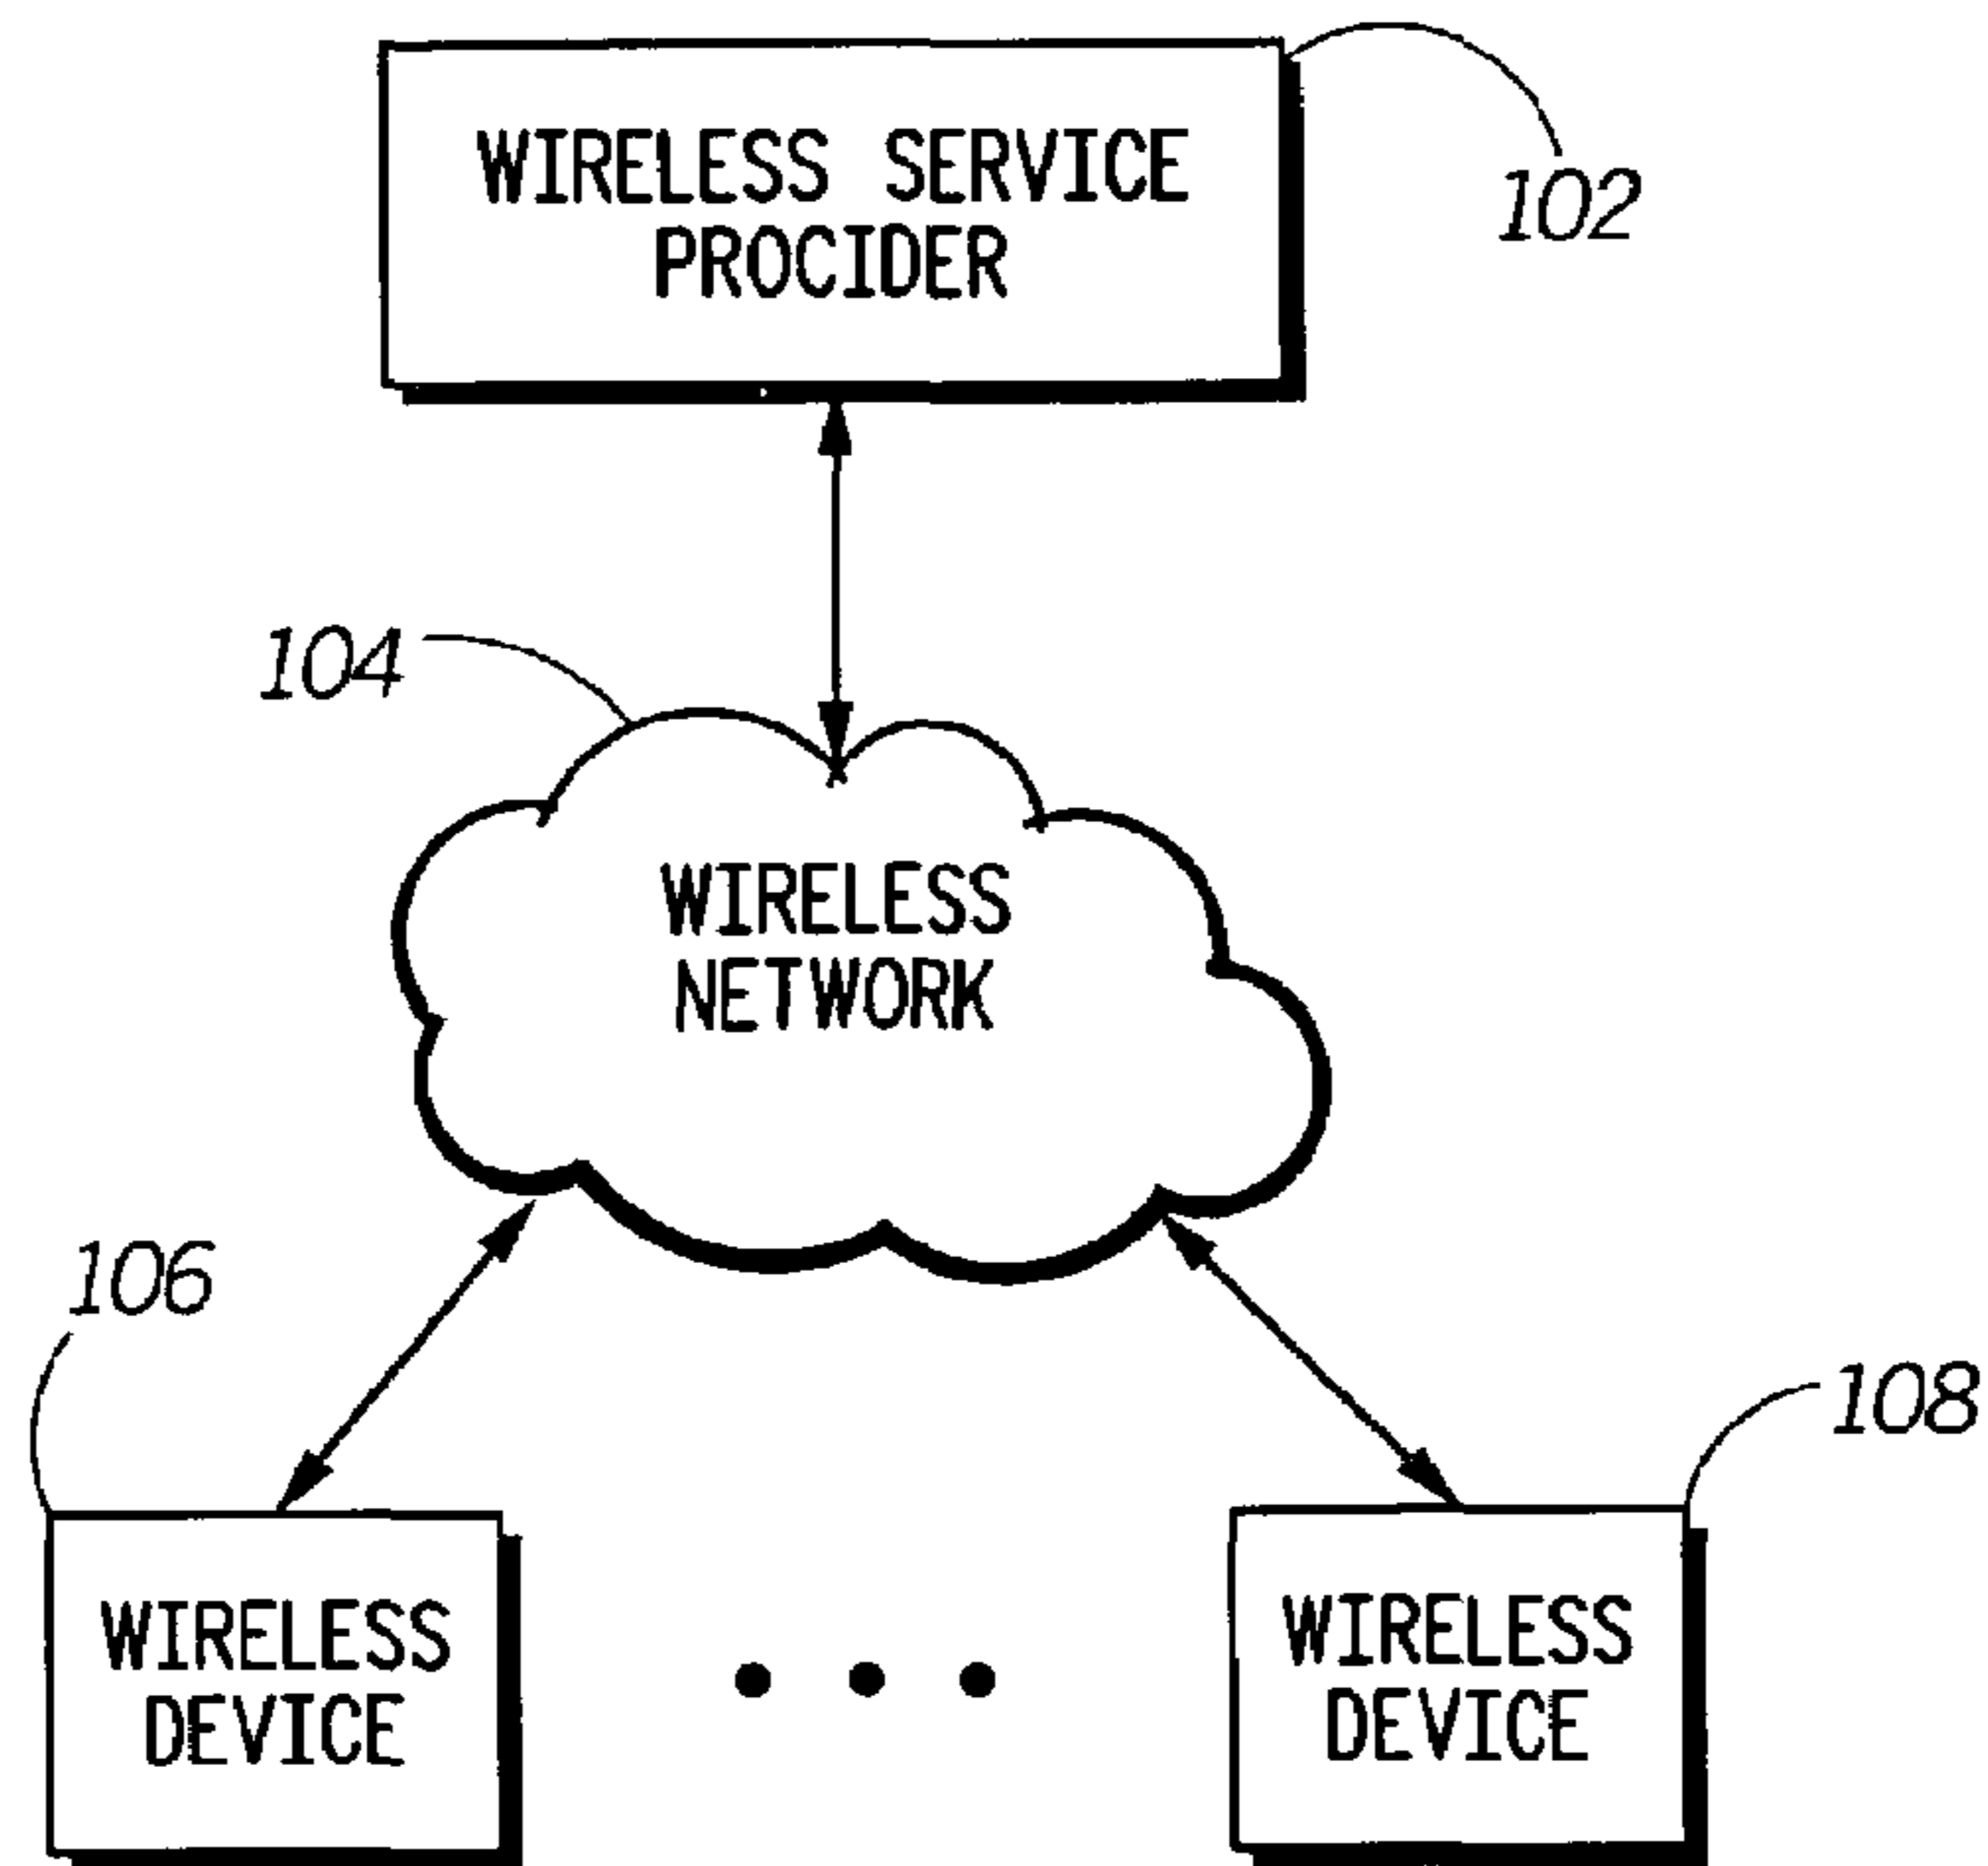 WIRELESS SERVICE
PROCIDER
102
104
WIRELESS
NETWORK
106
108
WIRELESS
DEVICE
WIRELESS
DEVICE